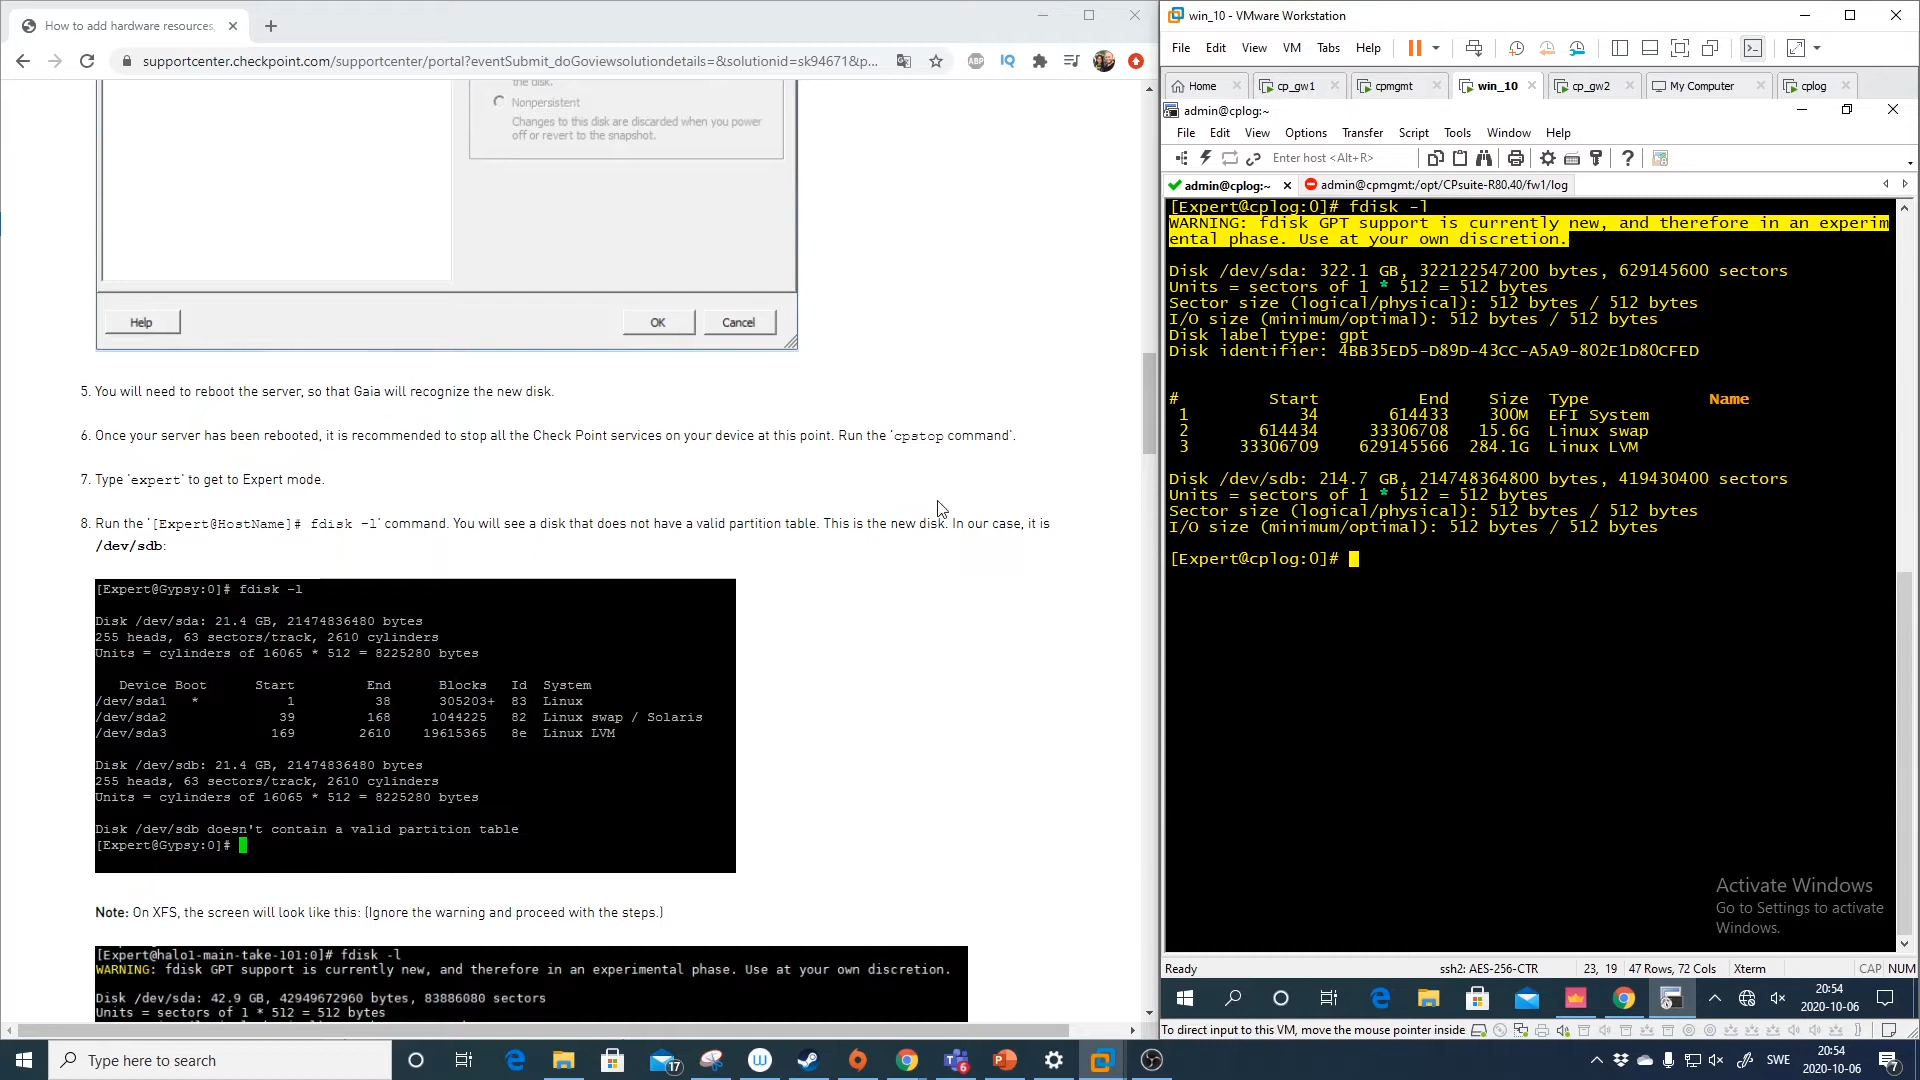 How to add hardware resources,
supportcenter.checkpoint.com/supportcenter/portal?eventSubmit_doGoviewsolutiondetails=&solutionid=sk94671&p...
ABP
IQ
the disk.
Nonpersistent
Changes to this disk are discarded when you power
off or revert to the snapshot.
Help
OK
Cancel
5. You will need to reboot the server, so that Gaia will recognize the new disk.
6. Once your server has been rebooted, it is recommended to stop all the Check Point services on your device at this point. Run the 'cpstop command'.
7. Type 'expert' to get to Expert mode.
8. Run the '[Expert@HostName]# fdisk -l' command. You will see a disk that does not have a valid partition table. This is the new disk. In our case, it is
/dev/sdb:
[Expert@Gypsy:0]# fdisk -l
Disk /dev/sda: 21.4 GB, 21474836480 bytes
255 heads, 63 sectors/track, 2610 cylinders
Units = cylinders of 16065 * 512 = 8225280 bytes
Device Boot Start End Blocks Id System
/dev/sda1 * 1 38 305203+ 83 Linux
/dev/sda2 39 168 1044225 82 Linux swap / Solaris
/dev/sda3 169 2610 19615365 8e Linux LVM
Disk /dev/sdb: 21.4 GB, 21474836480 bytes
255 heads, 63 sectors/track, 2610 cylinders
Units = cylinders of 16065 * 512 = 8225280 bytes
Disk /dev/sdb doesn't contain a valid partition table
[Expert@Gypsy:0]#
Note: On XFS, the screen will look like this: (Ignore the warning and proceed with the steps.)
[Expert@halo1-main-take-101:0]# fdisk -l
WARNING: fdisk GPT support is currently new, and therefore in an experimental phase. Use at your own discretion.
Disk /dev/sda: 42.9 GB, 42949672960 bytes, 83886080 sectors
Units = sectors of 1 * 512 = 512 bytes
win_10 - VMware Workstation
File Edit View VM Tabs Help
Home cp_gw1 cpmgmt win_10 cp_gw2 My Computer cplog
admin@cplog:~
File Edit View Options Transfer Script Tools Window Help
Enter host <Alt+R>
admin@cplog:~ admin@cpmgmt:/opt/CPsuite-R80.40/fw1/log
[Expert@cplog:0]# fdisk -l
WARNING: fdisk GPT support is currently new, and therefore in an experim
ental phase. Use at your own discretion.
Disk /dev/sda: 322.1 GB, 322122547200 bytes, 629145600 sectors
Units = sectors of 1 * 512 = 512 bytes
Sector size (logical/physical): 512 bytes / 512 bytes
I/O size (minimum/optimal): 512 bytes / 512 bytes
Disk label type: gpt
Disk identifier: 4BB35ED5-D89D-43CC-A5A9-802E1D80CFED
# Start End Size Type Name
1 34 614433 300M EFI System
2 614434 33306708 15.6G Linux swap
3 33306709 629145566 284.1G Linux LVM
Disk /dev/sdb: 214.7 GB, 214748364800 bytes, 419430400 sectors
Units = sectors of 1 * 512 = 512 bytes
Sector size (logical/physical): 512 bytes / 512 bytes
I/O size (minimum/optimal): 512 bytes / 512 bytes
[Expert@cplog:0]#
Activate Windows
Go to Settings to activate
Windows.
Ready ssh2: AES-256-CTR 23, 19 47 Rows, 72 Cols Xterm CAP NUM
20:54
2020-10-06
To direct input to this VM, move the mouse pointer inside
Type here to search
17
6
SWE
20:54
2020-10-06
7